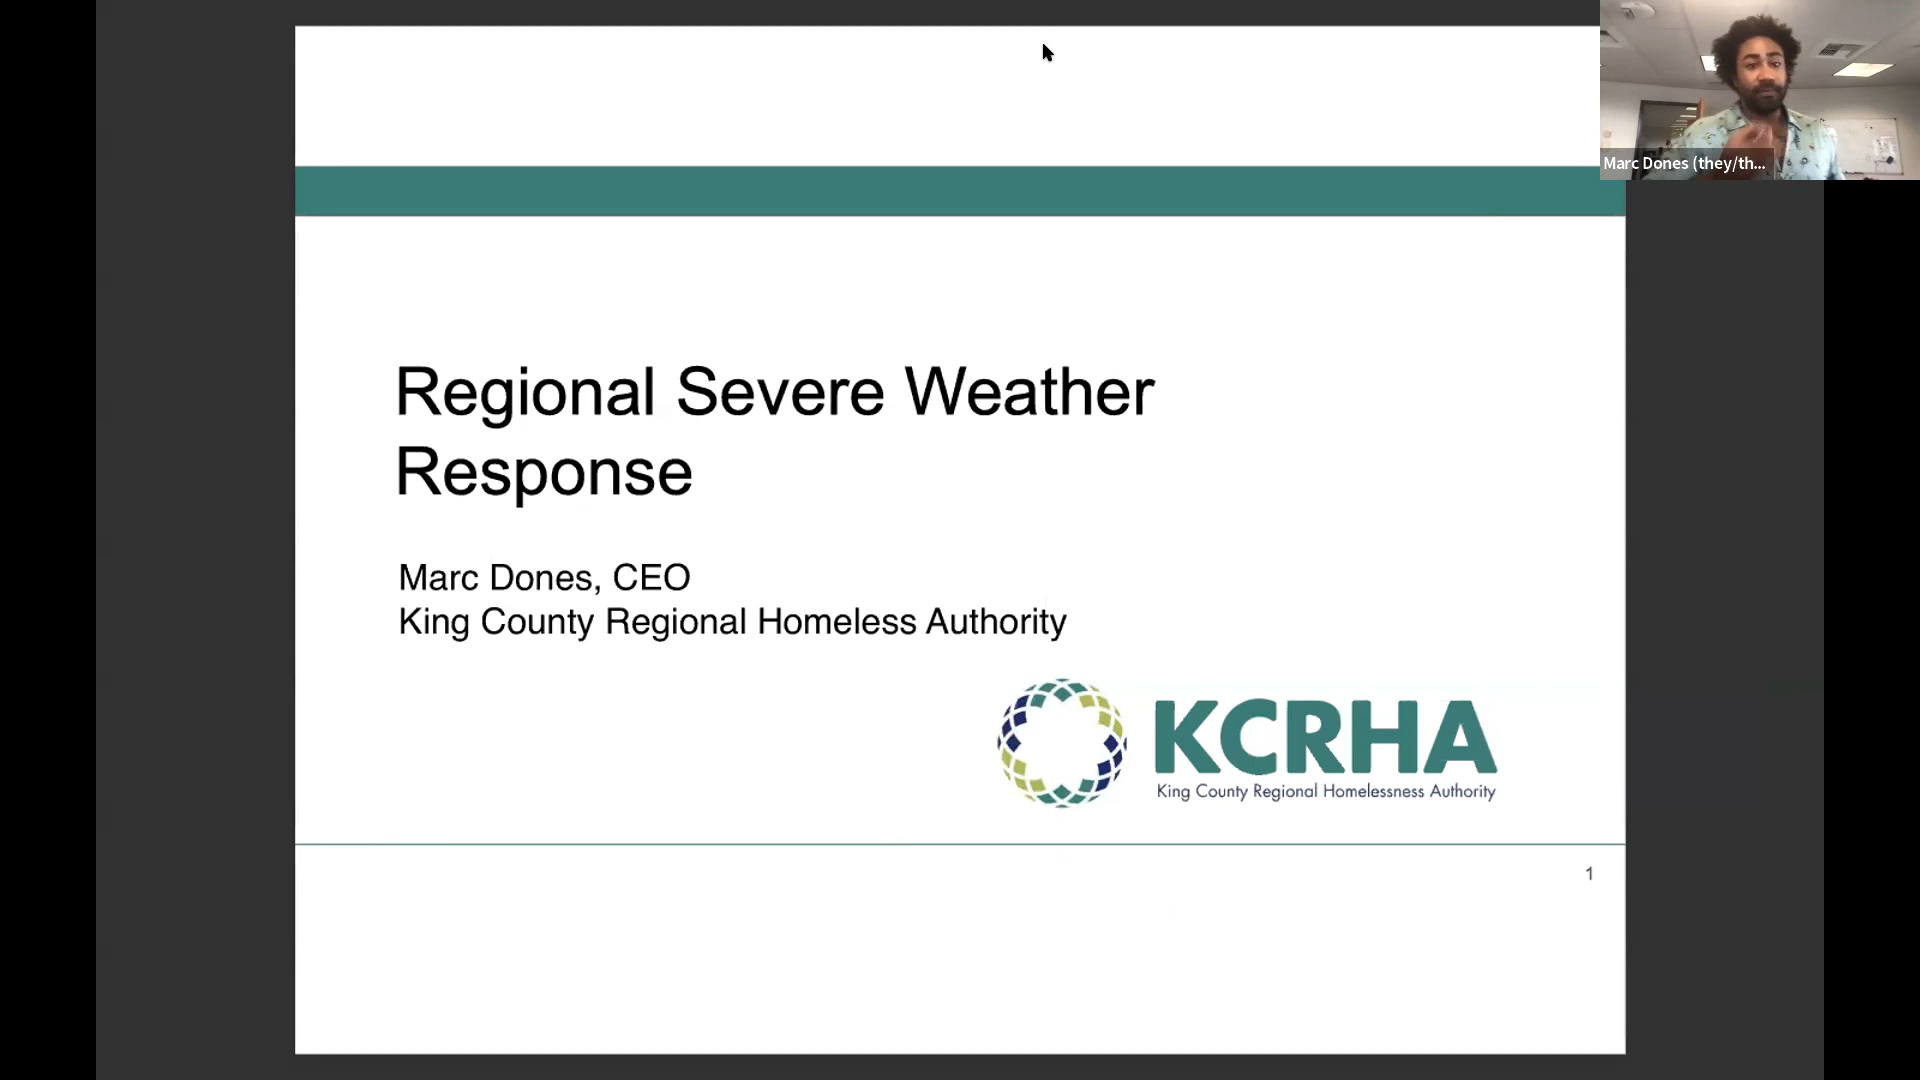 Marc Dones (they/th...
Regional Severe Weather
Response
Marc Dones, CEO
King County Regional Homeless Authority
KCRHA
King County Regional Homelessness Authority
1